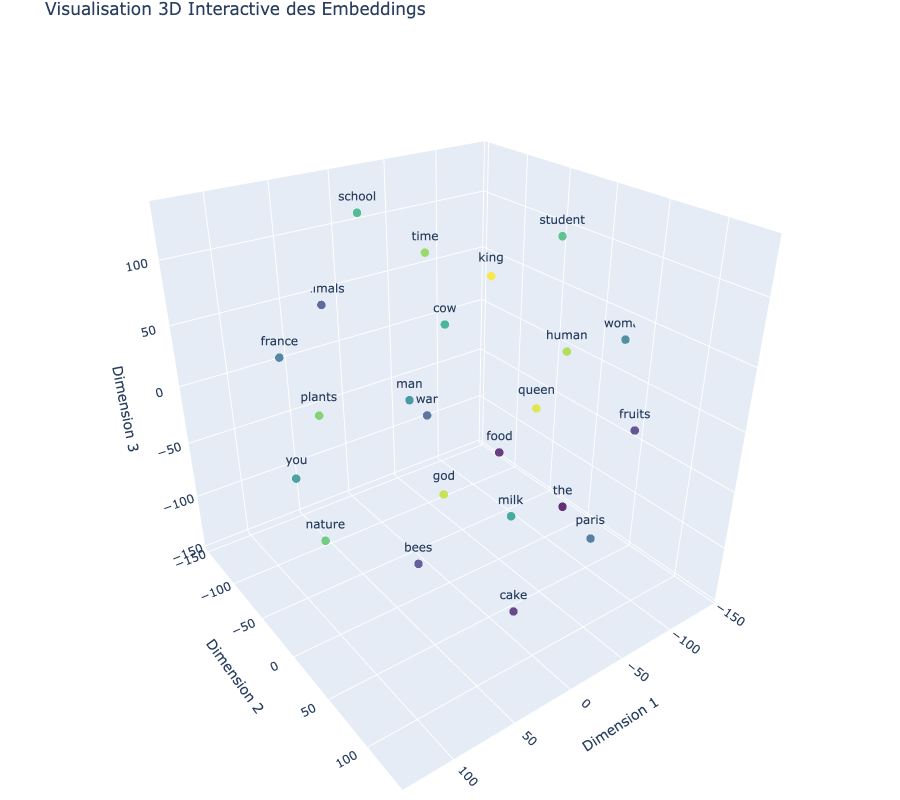 Visualisation 3D Interactive des Embeddings
school
student
time
king
cow
france
human
man
war
plants
queen
fruits
food
you
god
milk
the
paris
nature
bees
cake
100
50
0
−50
−100
−150
Dimension 3
−150
−100
−50
0
50
100
Dimension 2
−150
−100
−50
0
50
100
Dimension 1